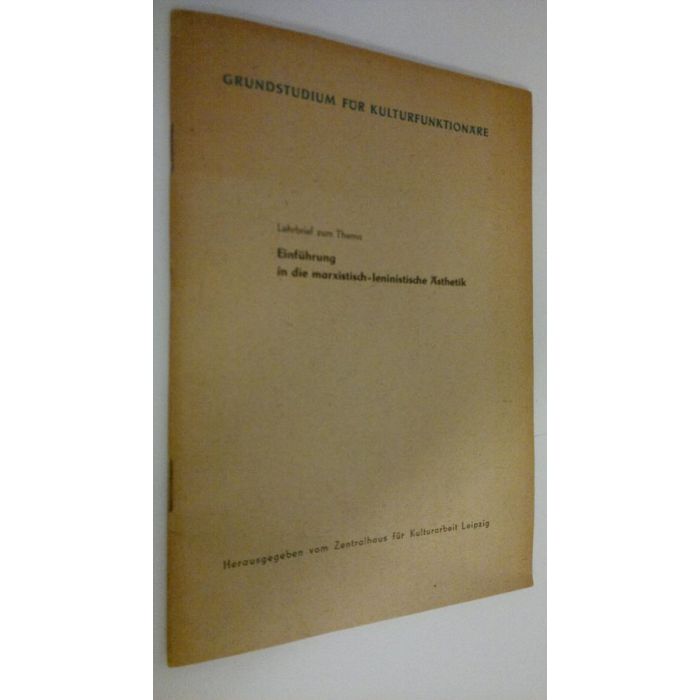 GRUNDSTUDIUM FÜR KULTURFUNKTIONÄRE
Lehrbrief zum Thema
Einführung
in die marxistisch-leninistische Ästhetik
Herausgegeben vom Zentralhaus für Kulturarbeit Leipzig